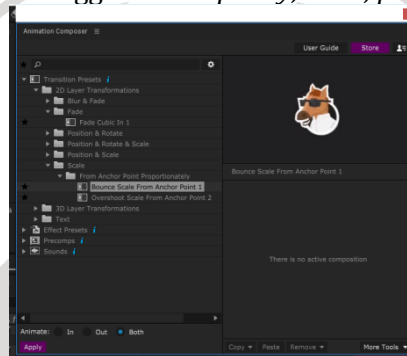 Animation Composer
User Guide
Store
Transition Presets i
2D Layer Transformations
Blur & Fade
Fade
Fade Cubic In 1
Position & Rotate
Position & Rotate & Scale
Position & Scale
Scale
From Anchor Point Proportionately
Bounce Scale From Anchor Point 1
Overshoot Scale From Anchor Point 2
3D Layer Transformations
Text
Effect Presets i
Precomps i
Sounds i
Bounce Scale From Anchor Point 1
There is no active composition
Animate: In Out Both
Apply
Copy Paste Remove More Tools